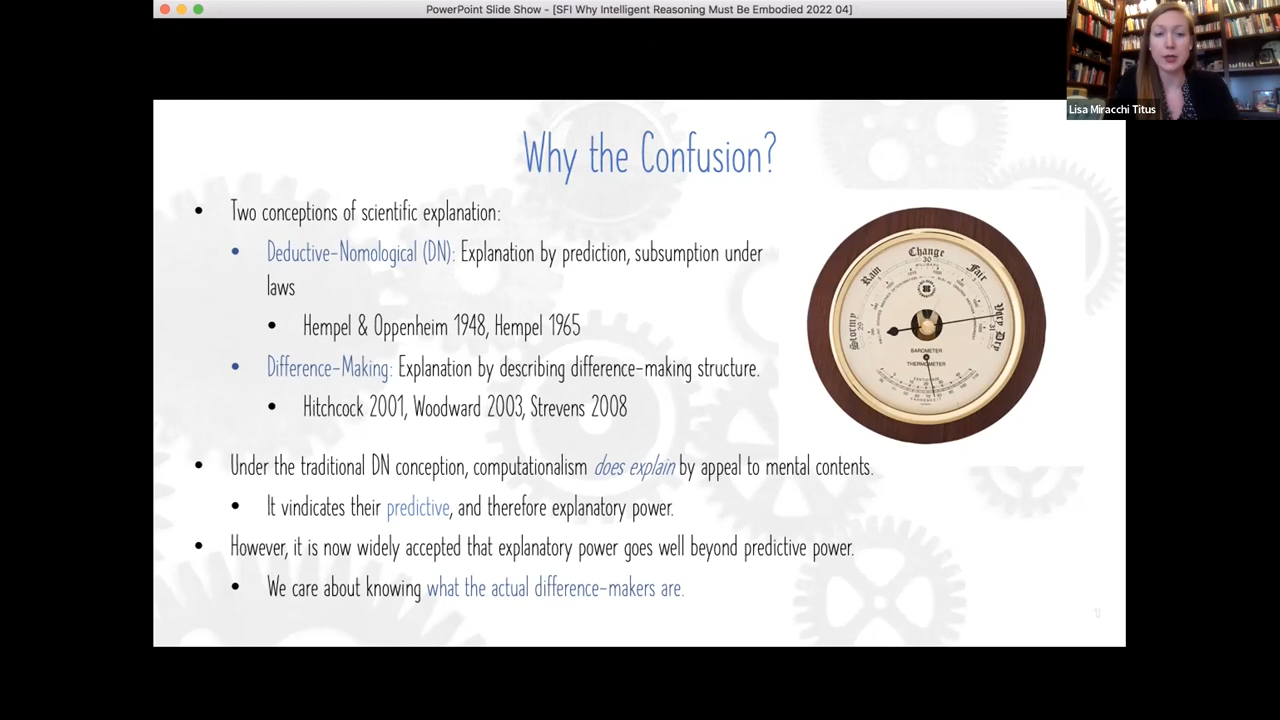 PowerPoint Slide Show - [SFI Why Intelligent Reasoning Must Be Embodied 2022 04]
Lisa Miracchi Titus
Why the Confusion?
• Two conceptions of scientific explanation:
• Deductive-Nomological (DN): Explanation by prediction, subsumption under
laws
• Hempel & Oppenheim 1948, Hempel 1965
• Difference-Making: Explanation by describing difference-making structure.
• Hitchcock 2001, Woodward 2003, Strevens 2008
• Under the traditional DN conception, computationalism does explain by appeal to mental contents.
• It vindicates their predictive, and therefore explanatory power.
• However, it is now widely accepted that explanatory power goes well beyond predictive power.
• We care about knowing what the actual difference-makers are.
Stormy
Rain
Change
Fair
Very Dry
30
31
BAROMETER
THERMOMETER